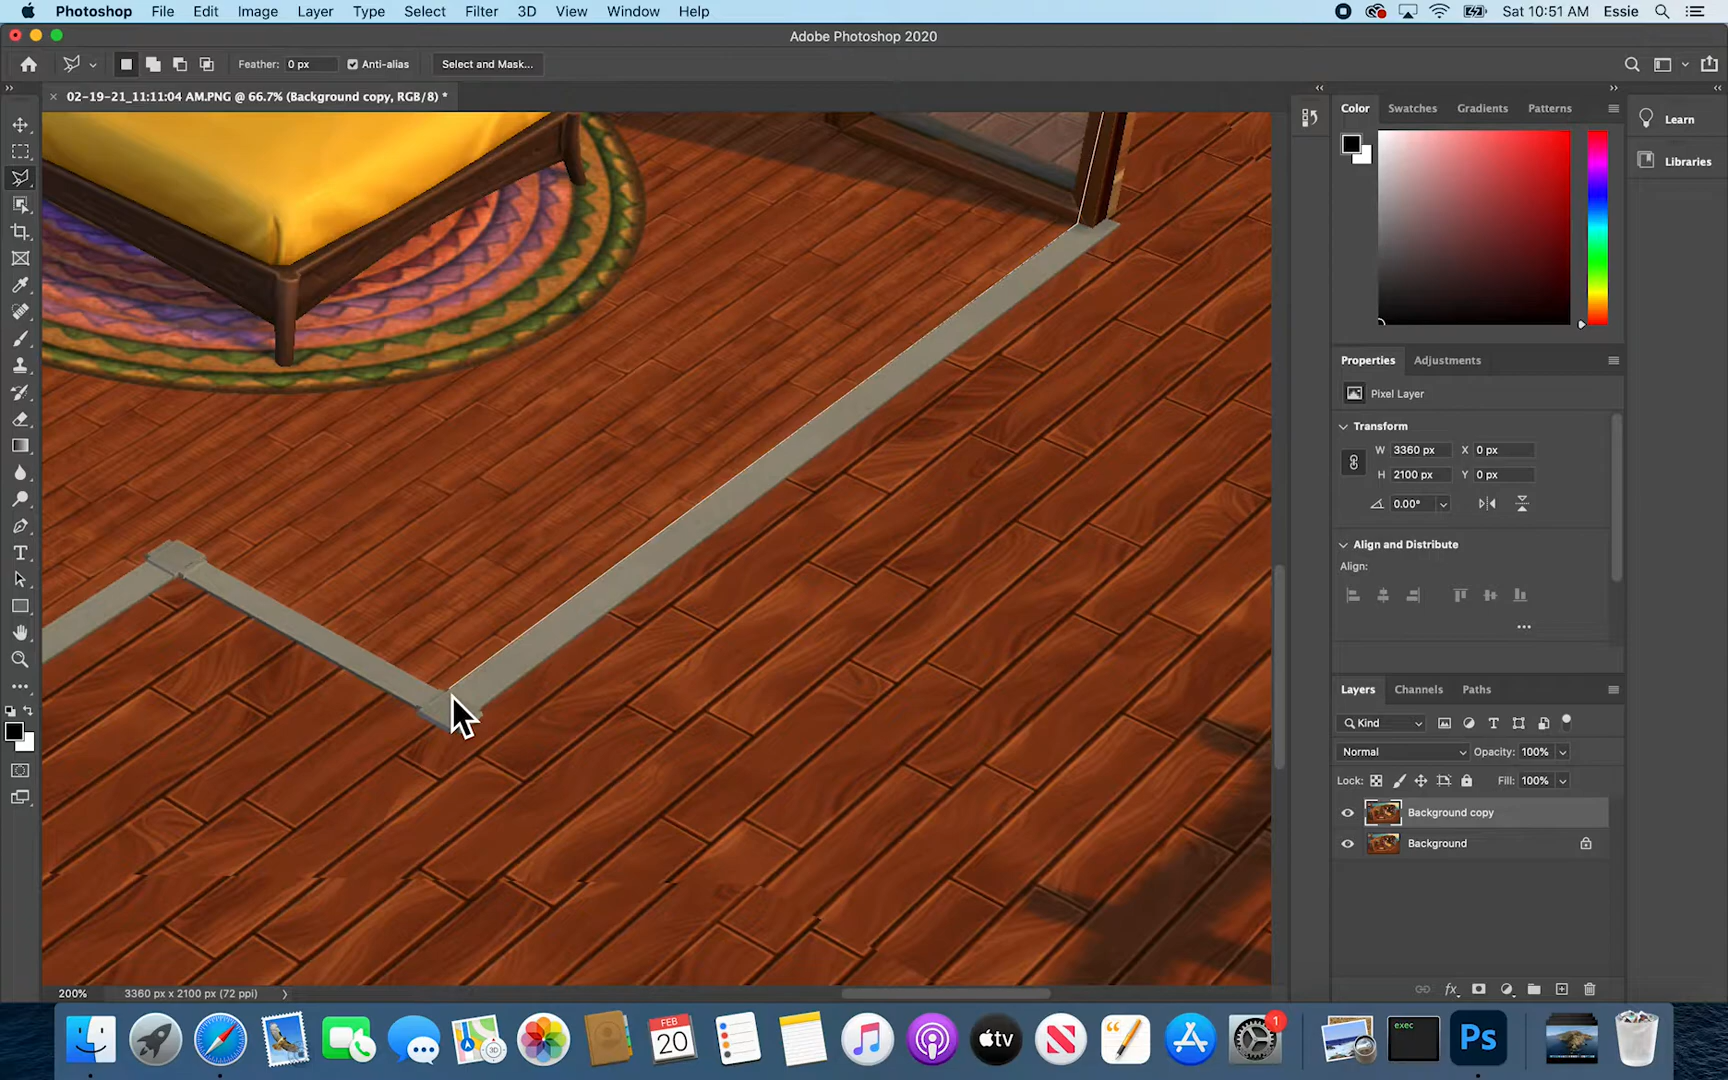 Photoshop File Edit Image Layer Type Select Filter 3D View Window Help Sat 10:51 AM Essie
Adobe Photoshop 2020
Feather: 0 px Anti-alias Select and Mask...
02-19-21_11:11:04 AM.PNG @ 66.7% (Background copy, RGB/8) *
Color Swatches Gradients Patterns
Learn
Libraries
Properties Adjustments
Pixel Layer
Transform
W 3360 px X 0 px
H 2100 px Y 0 px
0.00°
Align and Distribute
Align:
Layers Channels Paths
Kind
Normal Opacity: 100%
Lock: Fill: 100%
Background copy
Background
fx
200% 3360 px x 2100 px (72 ppi)
FEB
20
3D
tv
exec
Ps
1